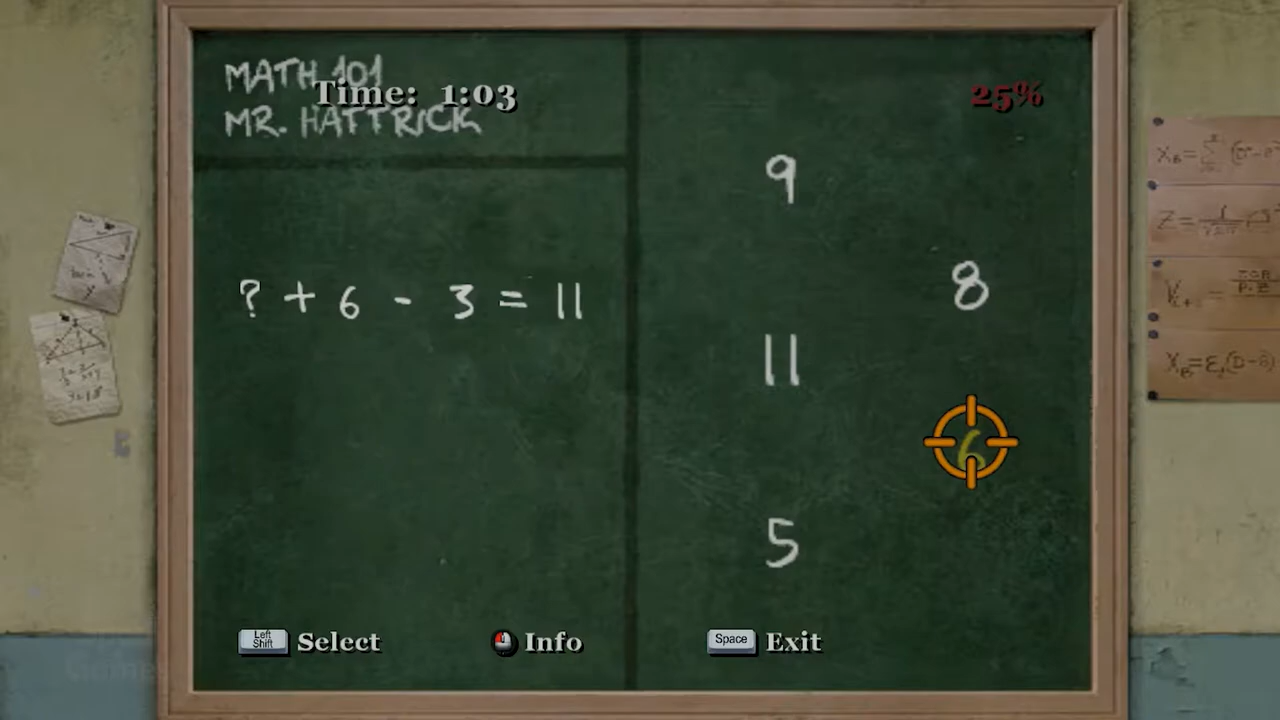 MATH 101
Time: 1:03
MR. HATTRICK
25%
? + 6 - 3 = 11
9
8
11
6
5
Left Shift Select
Info
Space Exit